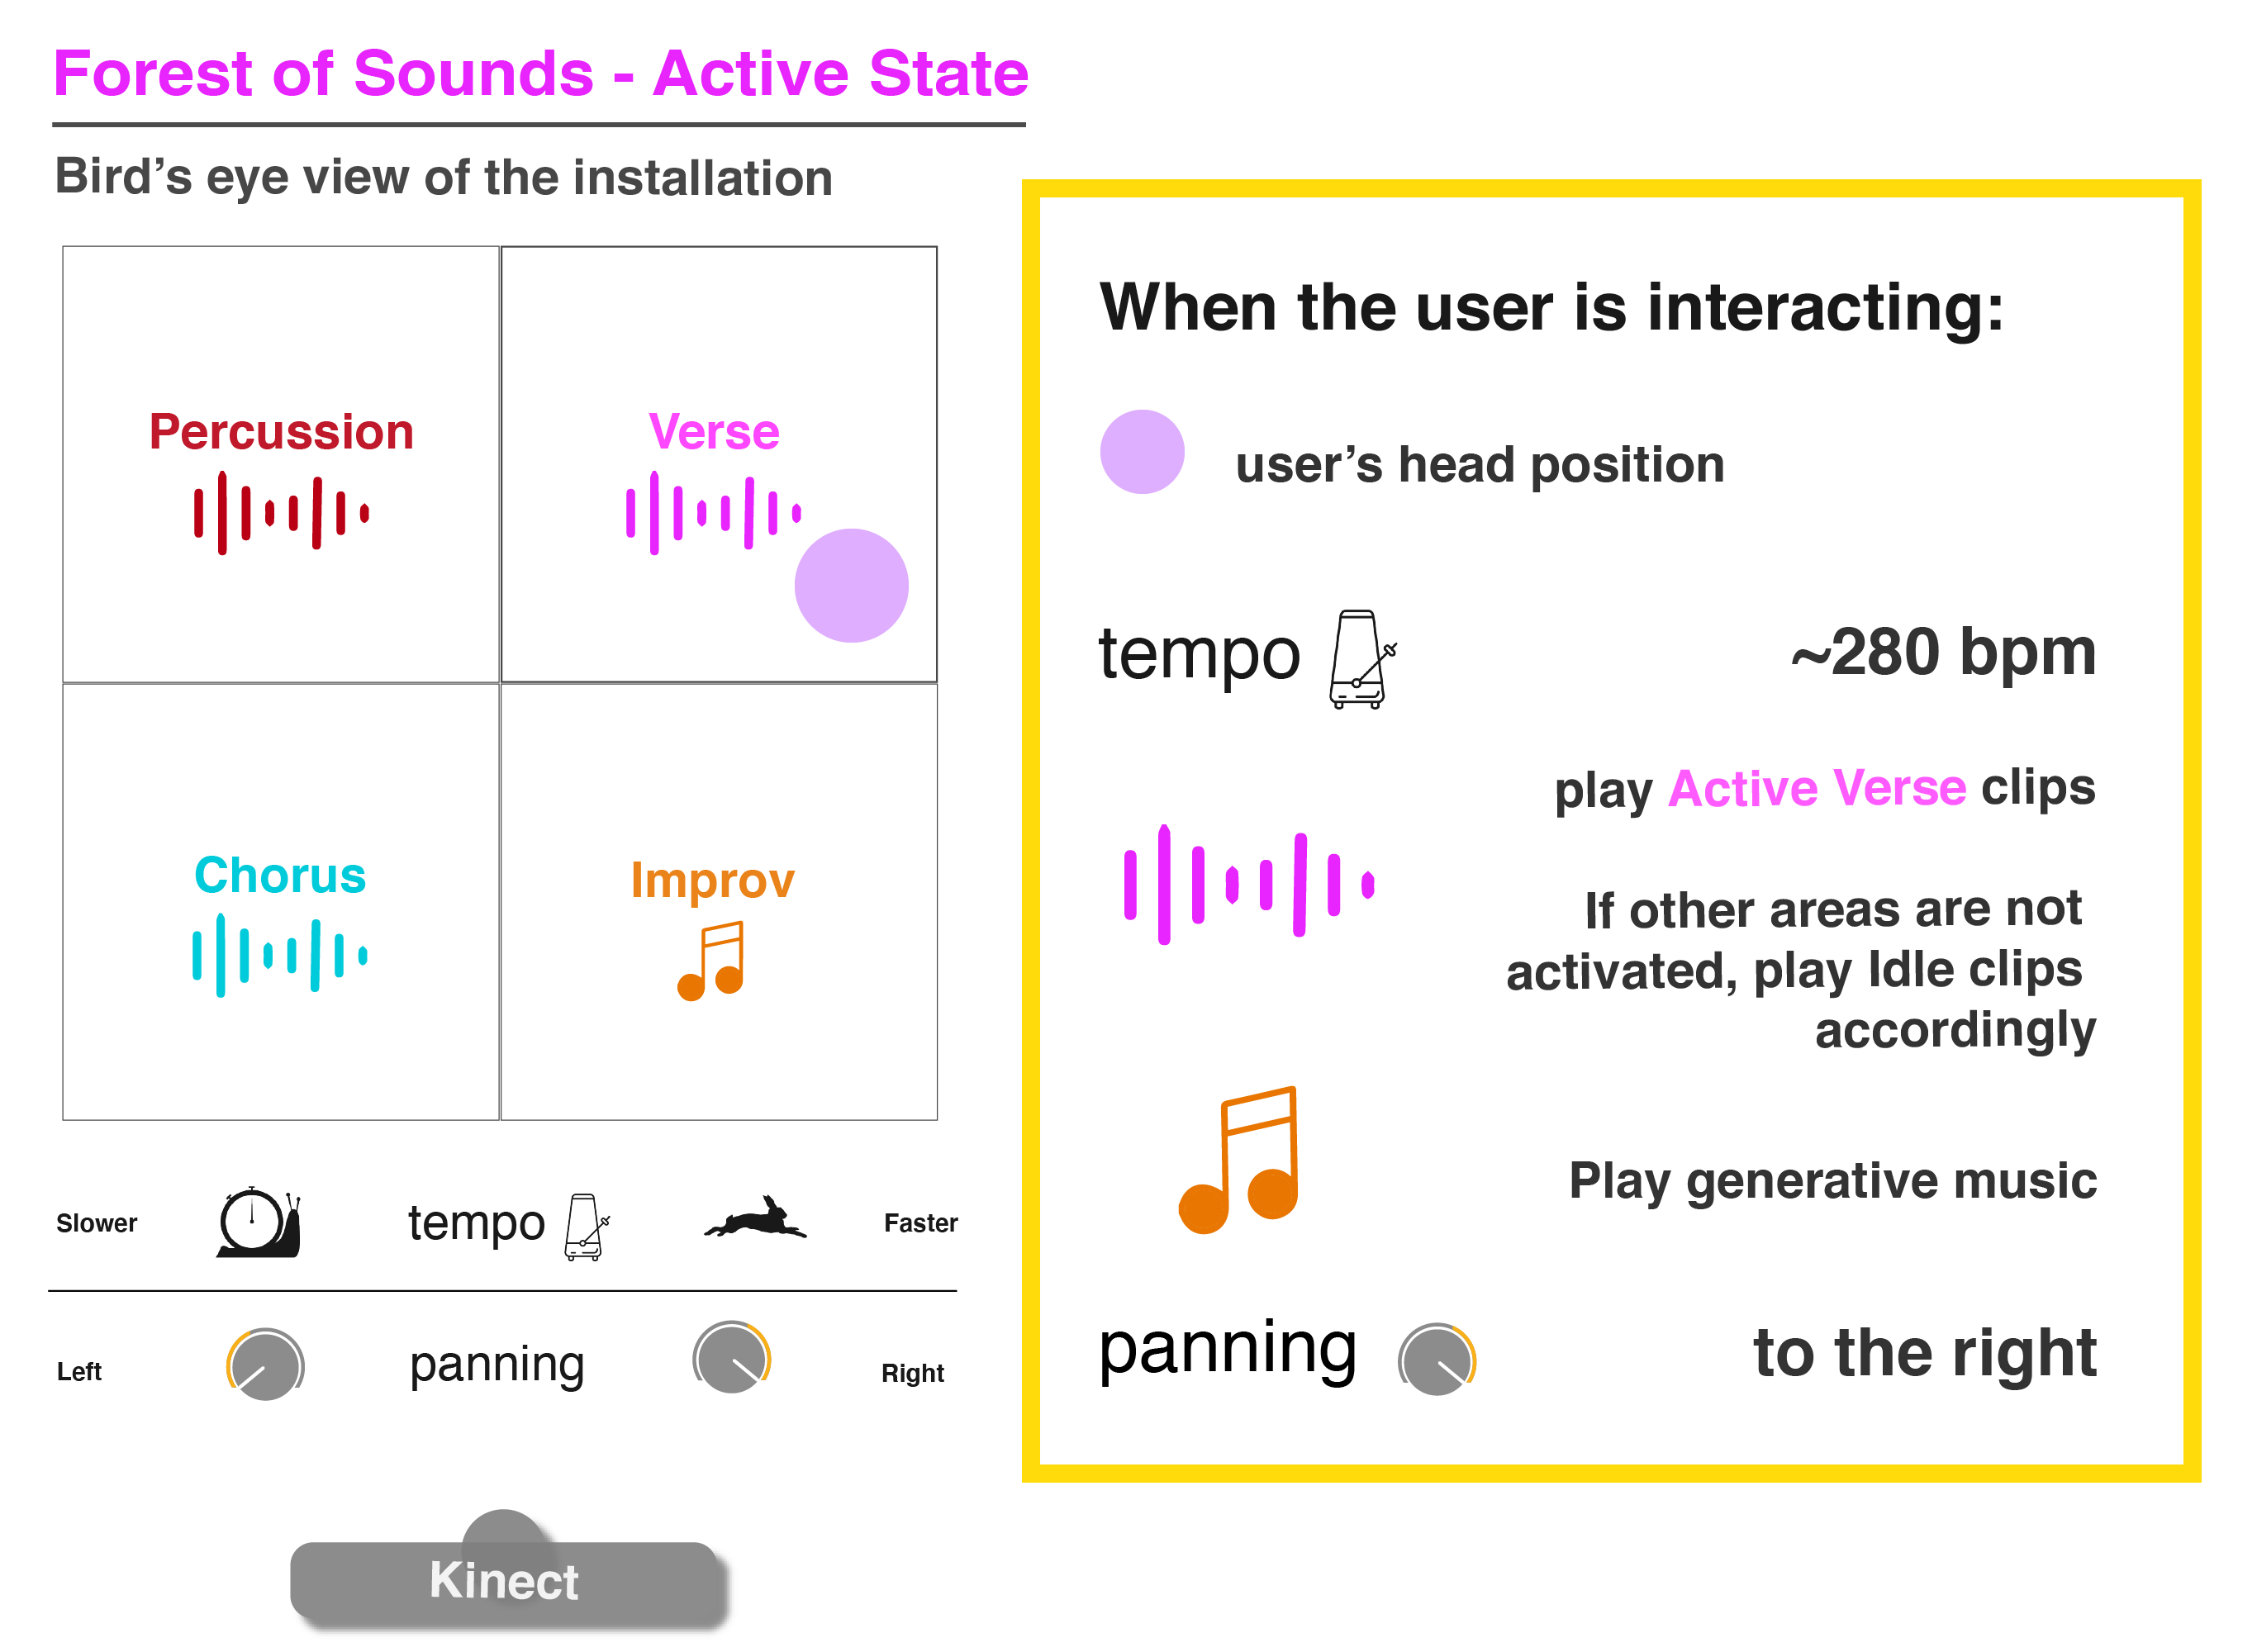 Forest of Sounds - Active State
Bird’s eye view of the installation
Percussion
Verse
Chorus
Improv
Slower
tempo
Faster
Left
panning
Right
Kinect
When the user is interacting:
user’s head position
tempo
~280 bpm
play Active Verse clips
If other areas are not
activated, play Idle clips
accordingly
Play generative music
panning
to the right